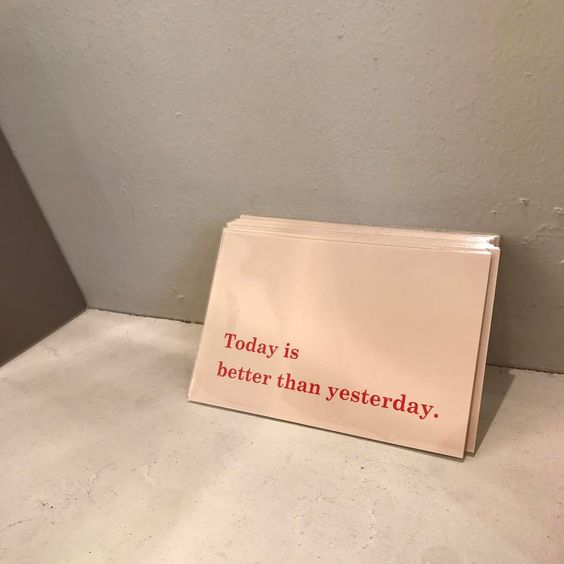 Today is
better than yesterday.